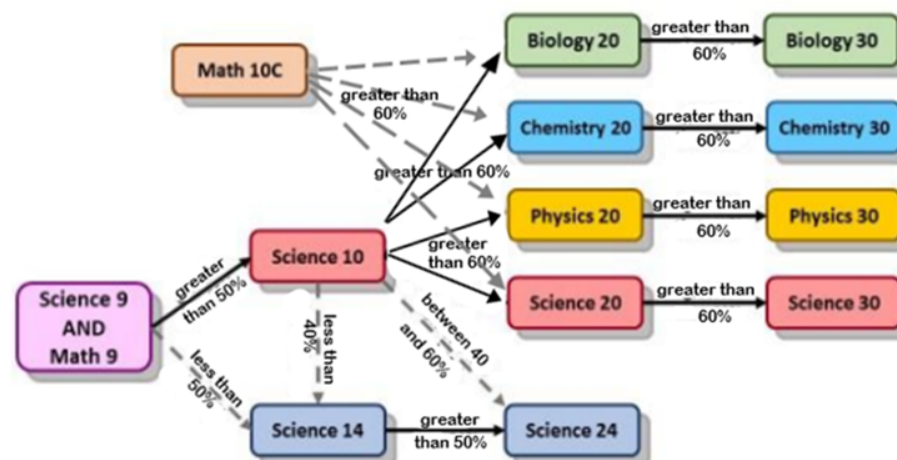 Math 10C
greater than
60%
Biology 20
greater than
60%
Biology 30
Chemistry 20
greater than
60%
Chemistry 30
greater than 60%
Physics 20
greater than
60%
Physics 30
Science 9
AND
Math 9
greater
than 50%
Science 10
greater
than 60%
Science 20
greater than
60%
Science 30
less than
50%
less than
40%
between 40
and 60%
Science 14
greater
than 50%
Science 24